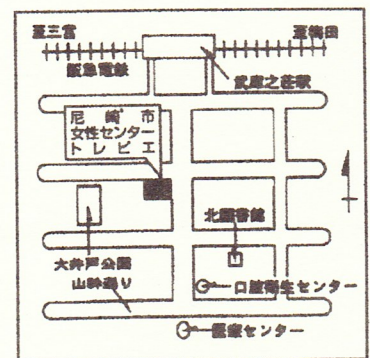 至三宮
至梅田
阪急電鉄
武庫之荘駅
尼崎市
女性センター
トレピエ
北図書館
大井戸公園
山幹通り
口腔衛生センター
医療センター